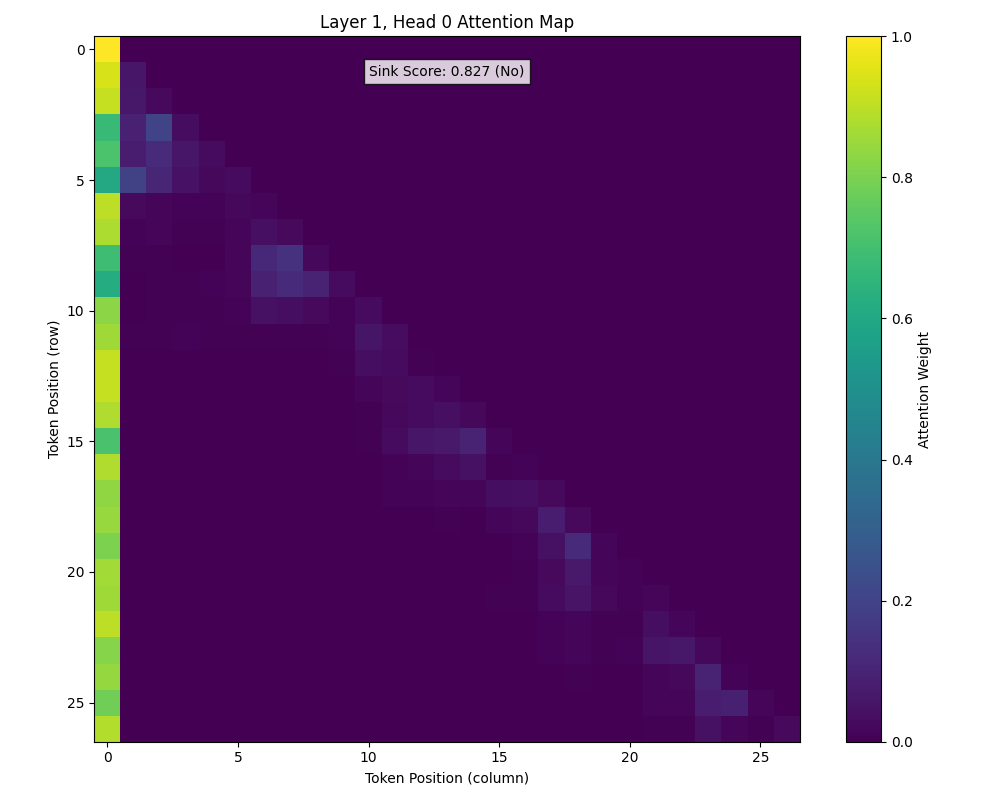 Layer 1, Head 0 Attention Map
Sink Score: 0.827 (No)
0
5
10
15
20
25
Token Position (row)
0 5 10 15 20 25
Token Position (column)
1.0
0.8
0.6
0.4
0.2
0.0
Attention Weight